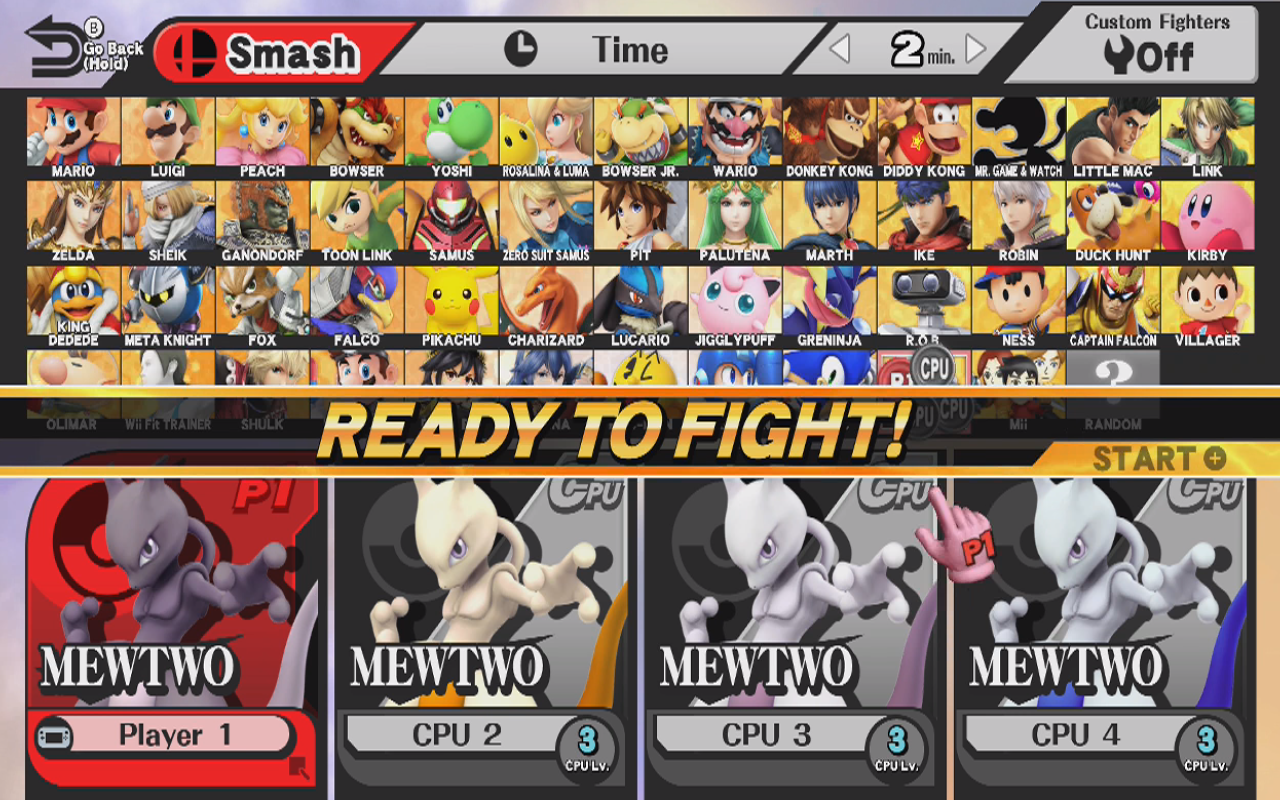 B
Go Back
(Hold)
Smash
Time
2 min.
Custom Fighters
Off
MARIO
LUIGI
PEACH
BOWSER
YOSHI
ROSALINA & LUMA
BOWSER JR.
WARIO
DONKEY KONG
DIDDY KONG
MR. GAME & WATCH
LITTLE MAC
LINK
ZELDA
SHEIK
GANONDORF
TOON LINK
SAMUS
ZERO SUIT SAMUS
PIT
PALUTENA
MARTH
IKE
ROBIN
DUCK HUNT
KIRBY
KING
DEDEDE
META KNIGHT
FOX
FALCO
PIKACHU
CHARIZARD
LUCARIO
JIGGLYPUFF
GRENINJA
R.O.B.
NESS
CAPTAIN FALCON
VILLAGER
P1
CPU
?
CPU
OLIMAR
Wii Fit TRAINER
SHULK
Mii
RANDOM
READY TO FIGHT!
START +
P1
CPU
CPU
CPU
P1
MEWTWO
MEWTWO
MEWTWO
MEWTWO
Player 1
CPU 2
3
CPU Lv.
CPU 3
3
CPU Lv.
CPU 4
3
CPU Lv.